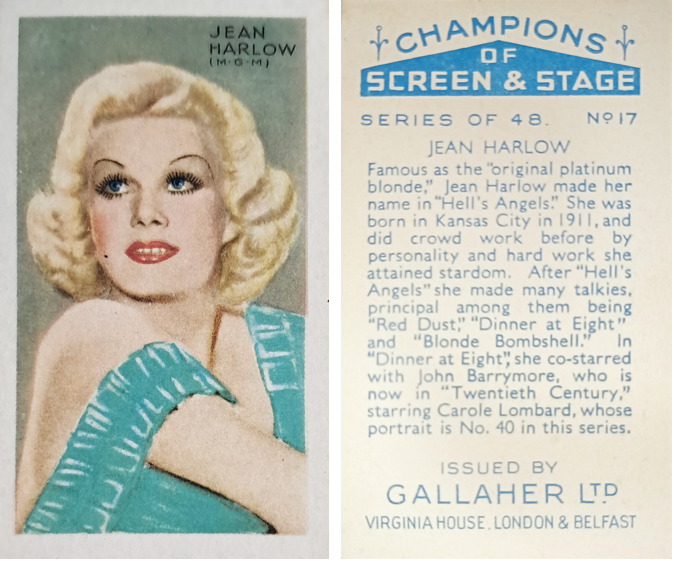 JEAN
HARLOW
(M-G-M)
CHAMPIONS
OF
SCREEN & STAGE
SERIES OF 48. Nº 17
JEAN HARLOW
Famous as the "original platinum
blonde," Jean Harlow made her
name in "Hell's Angels." She was
born in Kansas City in 1911, and
did crowd work before by
personality and hard work she
attained stardom. After "Hell's
Angels" she made many talkies,
principal among them being
"Red Dust," "Dinner at Eight"
and "Blonde Bombshell." In
"Dinner at Eight", she co-starred
with John Barrymore, who is
now in "Twentieth Century,"
starring Carole Lombard, whose
portrait is No. 40 in this series.
ISSUED BY
GALLAHER LTD
VIRGINIA HOUSE, LONDON & BELFAST